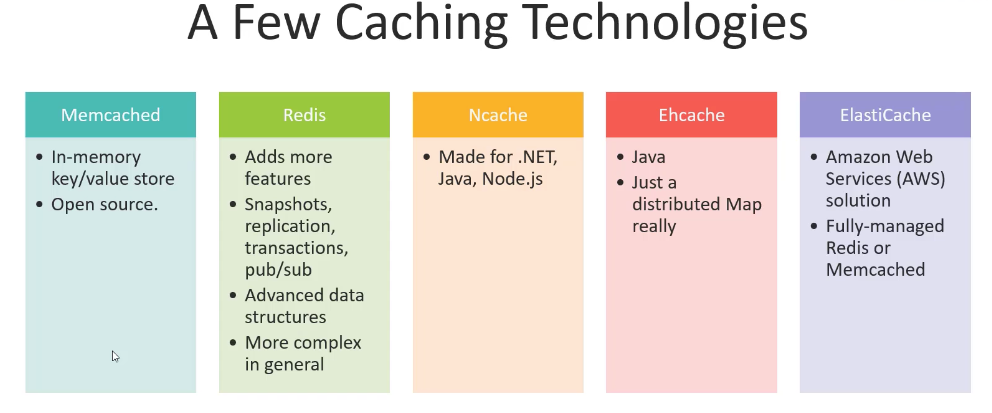 A Few Caching Technologies
Memcached
• In-memory
key/value store
• Open source.
Redis
• Adds more
features
• Snapshots,
replication,
transactions,
pub/sub
• Advanced data
structures
• More complex
in general
Ncache
• Made for .NET,
Java, Node.js
Ehcache
• Java
• Just a
distributed Map
really
ElastiCache
• Amazon Web
Services (AWS)
solution
• Fully-managed
Redis or
Memcached